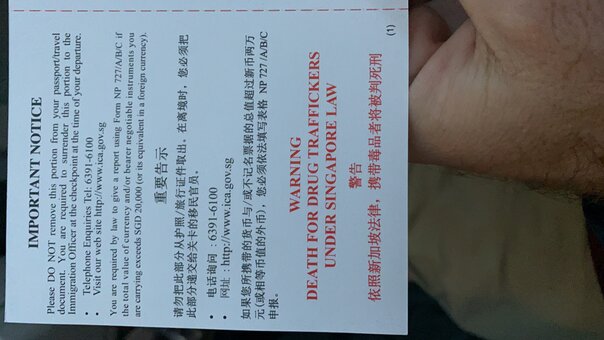 IMPORTANT NOTICE
Please DO NOT remove this portion from your passport/travel
document. You are required to surrender this portion to the
Immigration Officer at the checkpoint at the time of your departure.
• Telephone Enquiries Tel: 6391-6100
• Visit our web site http://www.ica.gov.sg
You are required by law to give a report using Form NP 727/A/B/C if
the total value of currency and/or bearer negotiable instruments you
are carrying exceeds SGD 20,000 (or its equivalent in a foreign currency).
重要告示
请勿把此部分从护照/旅行证件取出。在离境时，您必须把
此部分递交给关卡的移民官员。
• 电话询问 : 6391-6100
• 网址 : http://www.ica.gov.sg
如果您所携带的货币与/或不记名票据的总值超过新币两万
元(或相等币值的外币)，您必须依法填写表格 NP 727/A/B/C
申报。
WARNING
DEATH FOR DRUG TRAFFICKERS
UNDER SINGAPORE LAW
警告
依照新加坡法律，携带毒品者将被判死刑
(1)